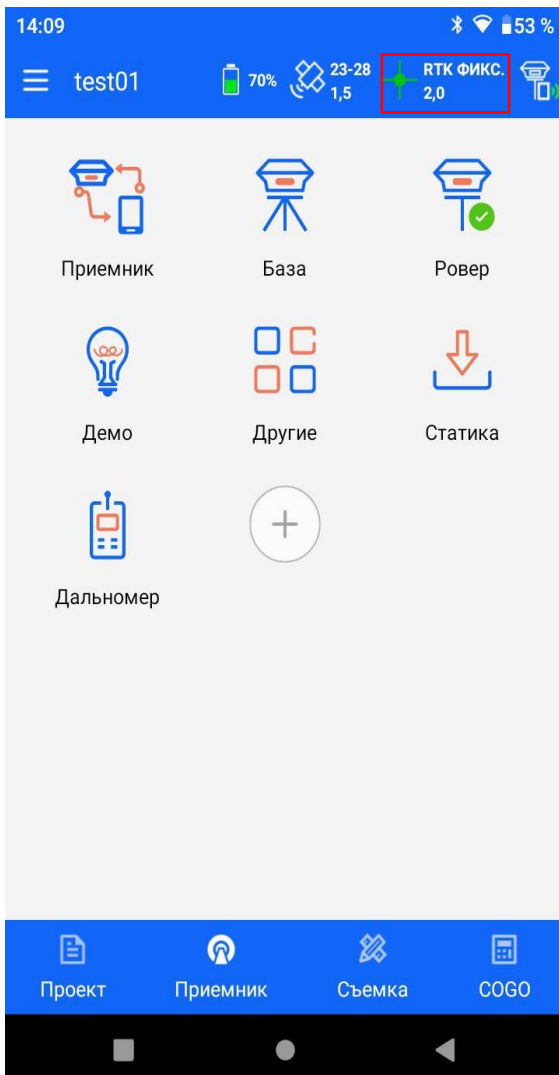 14:09
53 %
test01
70%
23-28
1,5
RTK ФИКС.
2,0
Приемник
База
Ровер
Демо
Другие
Статика
Дальномер
Проект
Приемник
Съемка
COGO